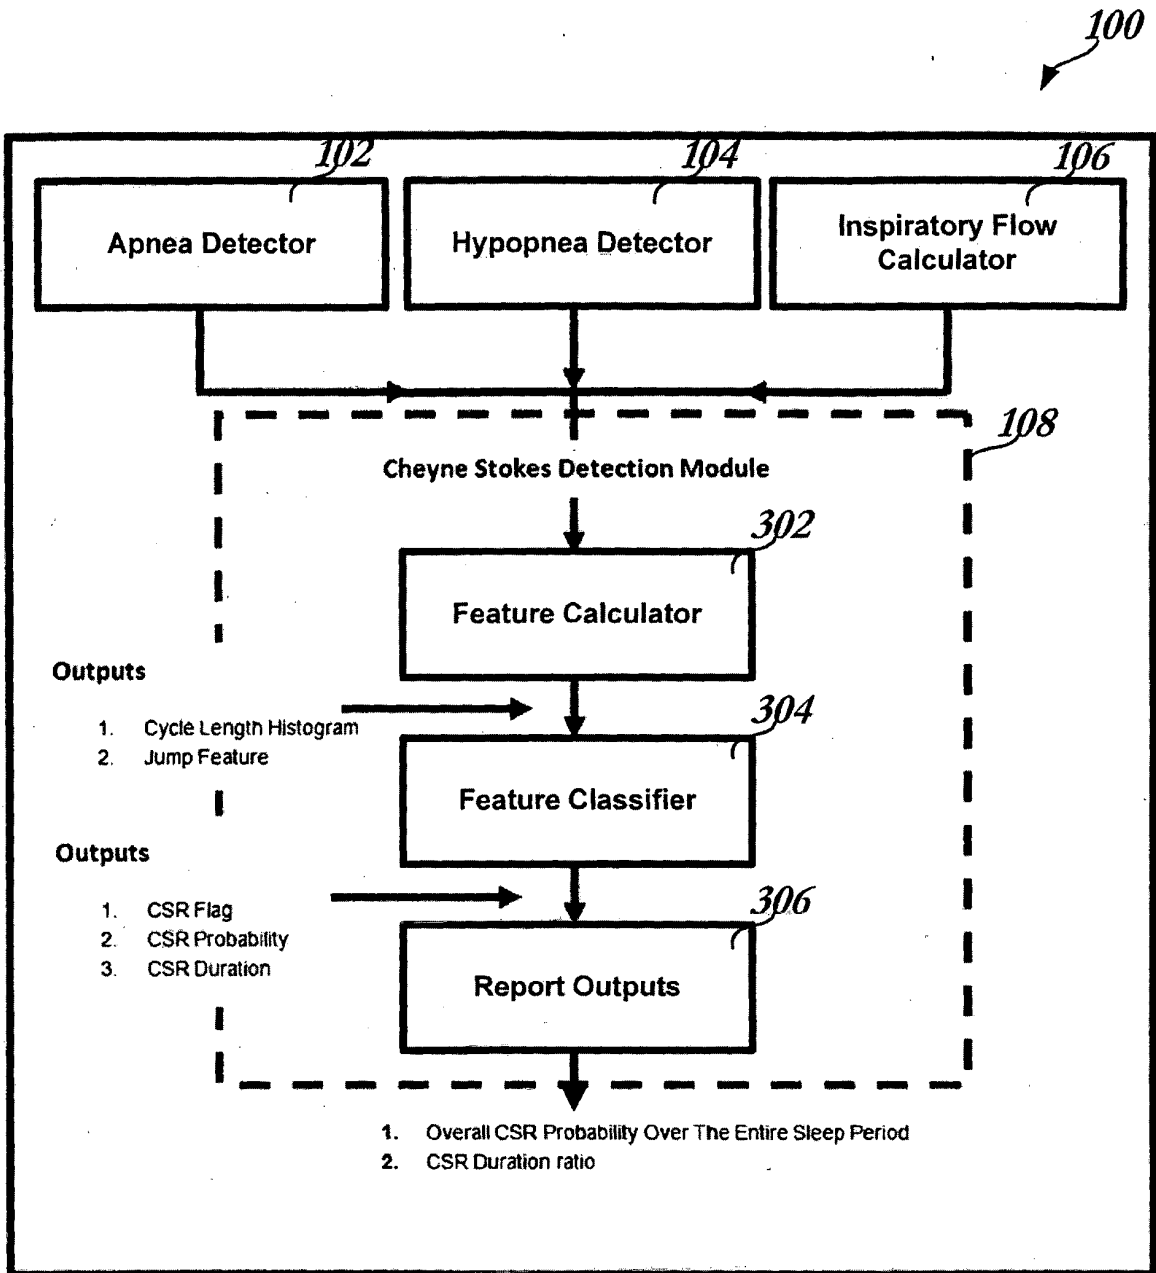 100
102
104
106
Apnea Detector
Hypopnea Detector
Inspiratory Flow
Calculator
108
Cheyne Stokes Detection Module
302
Feature Calculator
Outputs
1. Cycle Length Histogram
2. Jump Feature
304
Feature Classifier
Outputs
1. CSR Flag
2. CSR Probability
3. CSR Duration
306
Report Outputs
1. Overall CSR Probability Over The Entire Sleep Period
2. CSR Duration ratio